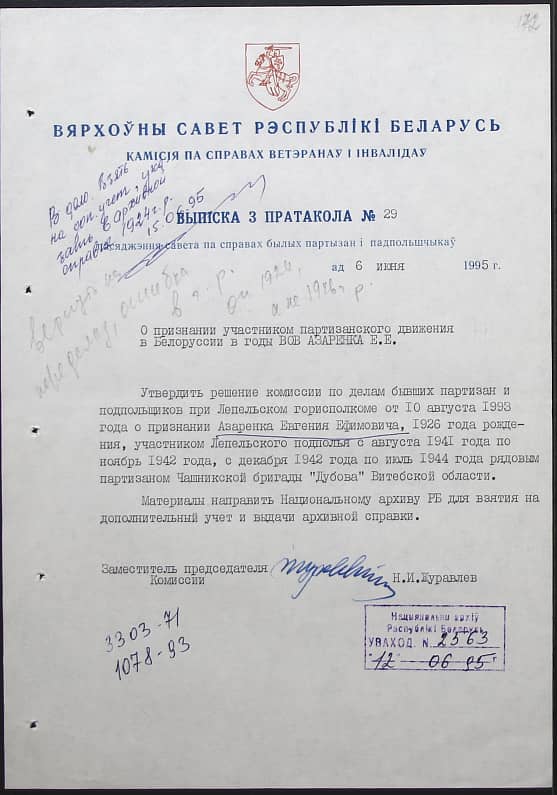 172
ВЯРХОЎНЫ САВЕТ РЭСПУБЛІКІ БЕЛАРУСЬ
КАМІСІЯ ПА СПРАВАХ ВЕТЭРАНАЎ І ІНВАЛІДАЎ
В дело. Взять
на доп. учет, ука
завть в архивной
справке 1924 г.р.
15.06.95
ВЫПІСКА З ПРАТАКОЛА № 29
пасяджэння савета па справах былых партызан і падпольшчыкаў
ад 6 июня 1995 г.
вернуть на
переделку, ошибка
в г.р.
он 1924,
а не 1926 г.р.
О признании участником партизанского движения
в Белоруссии в годы ВОВ АЗАРЕНКА Е.Е.
Утвердить решение комиссии по делам бывших партизан и
подпольщиков при Лепельском горисполкоме от 10 августа 1993
года о признании Азаренка Евгения Ефимовича, 1926 года рожде-
ния, участником Лепельского подполья с августа 1941 года по
ноябрь 1942 года, с декабря 1942 года по июль 1944 года рядовым
партизаном Чашникской бригады "Дубова" Витебской области.
Материалы направить Национальному архиву РБ для взятия на
дополнительный учет и выдачи архивной справки.
Заместитель председателя
Комиссии Н.И.Журавлев
3303-71
1078-93
Нацыянальны архіў
Рэспублікі Беларусь
УВАХОД. N 2563
"12" 06 95 г